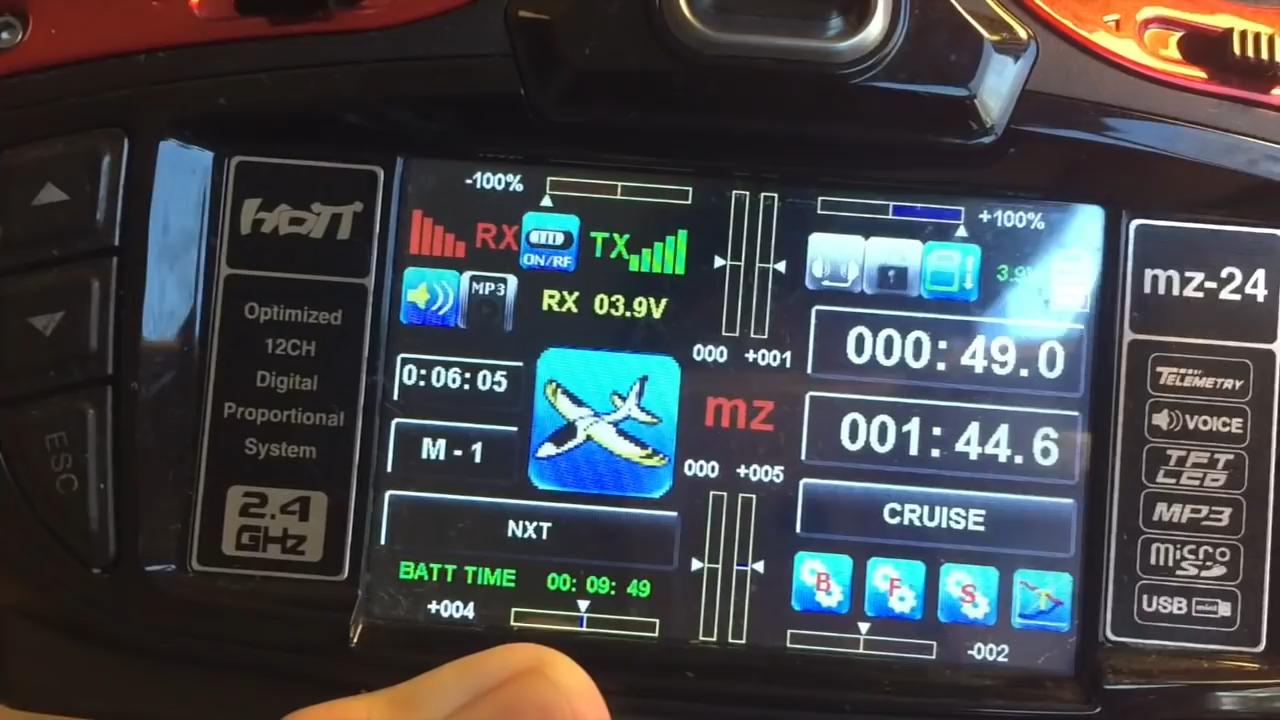 HOTT
Optimized
12CH
Digital
Proportional
System
2.4
GHz
ESC
-100%
RX
ON/RF
TX
MP3
RX 03.9V
0:06:05
M-1
NXT
BATT TIME 00: 09: 49
+004
000 +001
mz
000 +005
+100%
000: 49.0
001: 44.6
CRUISE
B
F
S
-002
mz-24
TELEMETRY
VOICE
TFT
LCD
MP3
micro
SD
USB mini